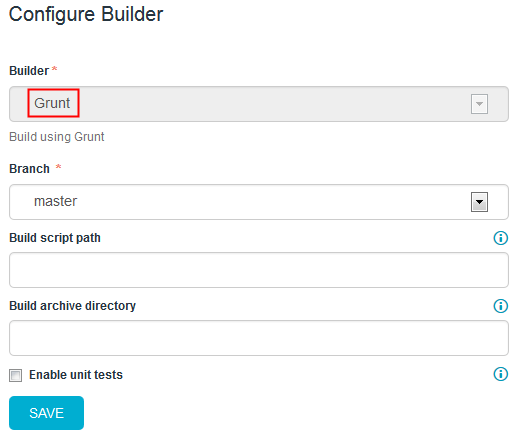 Configure Builder
Builder *
Grunt
Build using Grunt
Branch *
master
Build script path
Build archive directory
Enable unit tests
SAVE